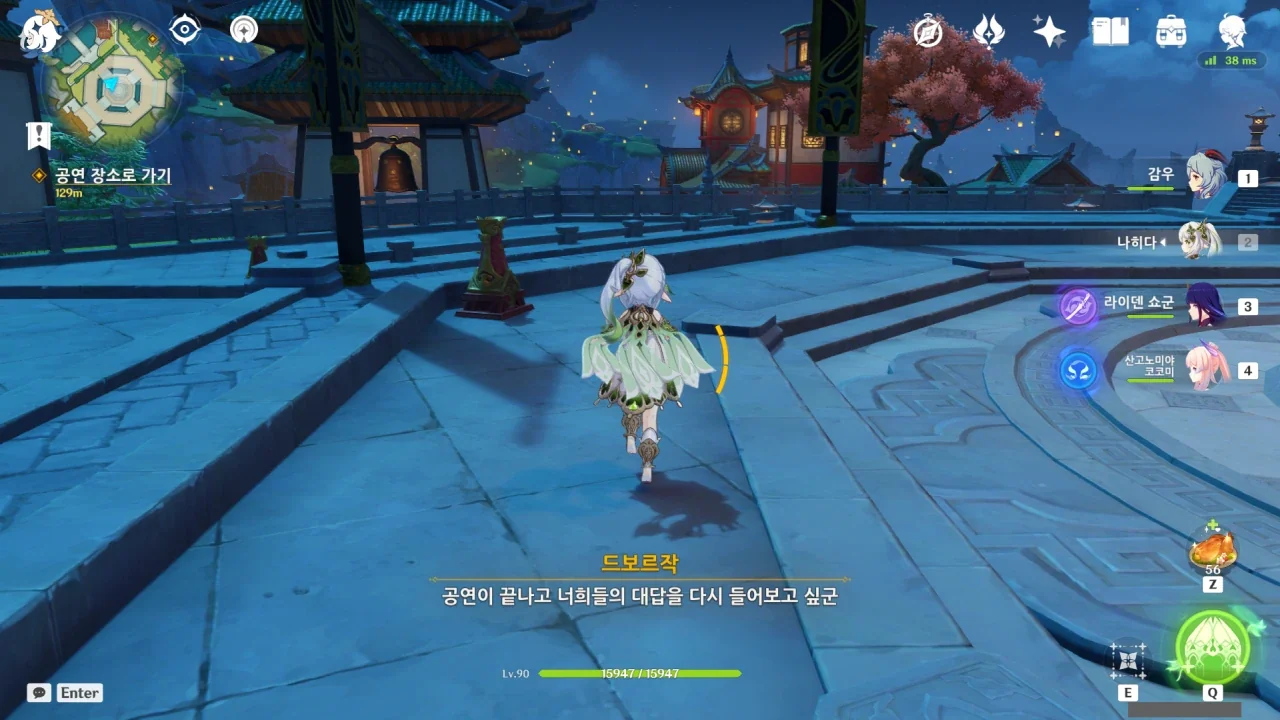 N
38 ms
공연 장소로 가기
129m
감우
1
나히다
2
라이덴 쇼군
3
산고노미야
코코미
4
드보르작
공연이 끝나고 너희들의 대답을 다시 들어보고 싶군
56
Z
Lv.90
15947/15947
Enter
E
Q